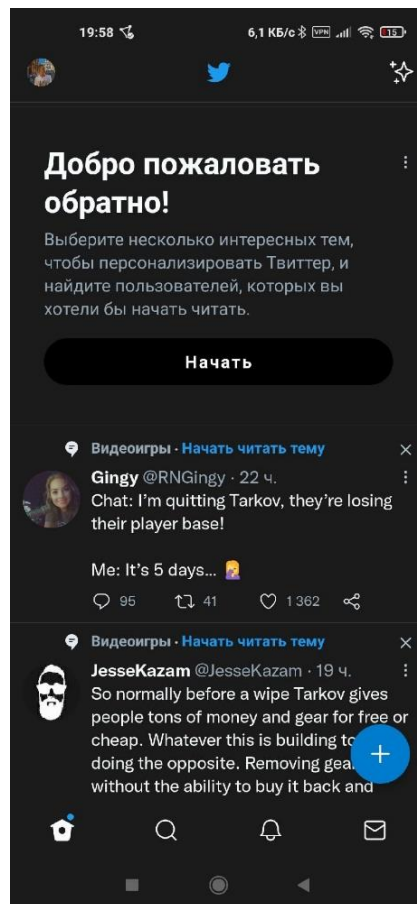 19:58 6,1 КБ/с VPN 15
Добро пожаловать
обратно!
Выберите несколько интересных тем,
чтобы персонализировать Твиттер, и
найдите пользователей, которых вы
хотели бы начать читать.
Начать
Видеоигры · Начать читать тему
Gingy @RNGingy · 22 ч.
Chat: I’m quitting Tarkov, they’re losing
their player base!
Me: It’s 5 days... 🤦‍♀️
95 41 1 362
Видеоигры · Начать читать тему
JesseKazam @JesseKazam · 19 ч.
So normally before a wipe Tarkov gives
people tons of money and gear for free or
cheap. Whatever this is building to
doing the opposite. Removing
without the ability to buy it back and